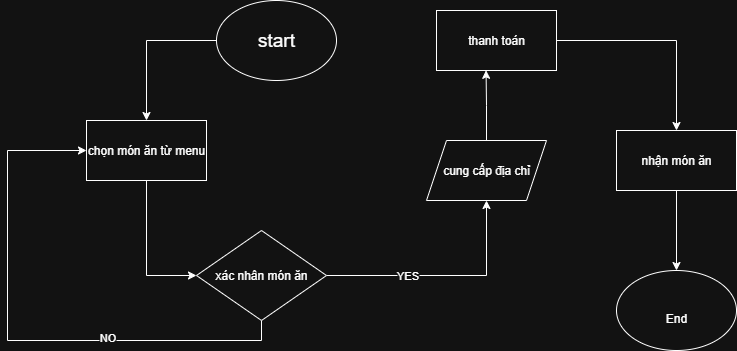 start
chọn món ăn từ menu
xác nhân món ăn
NO
YES
cung cấp địa chỉ
thanh toán
nhận món ăn
End